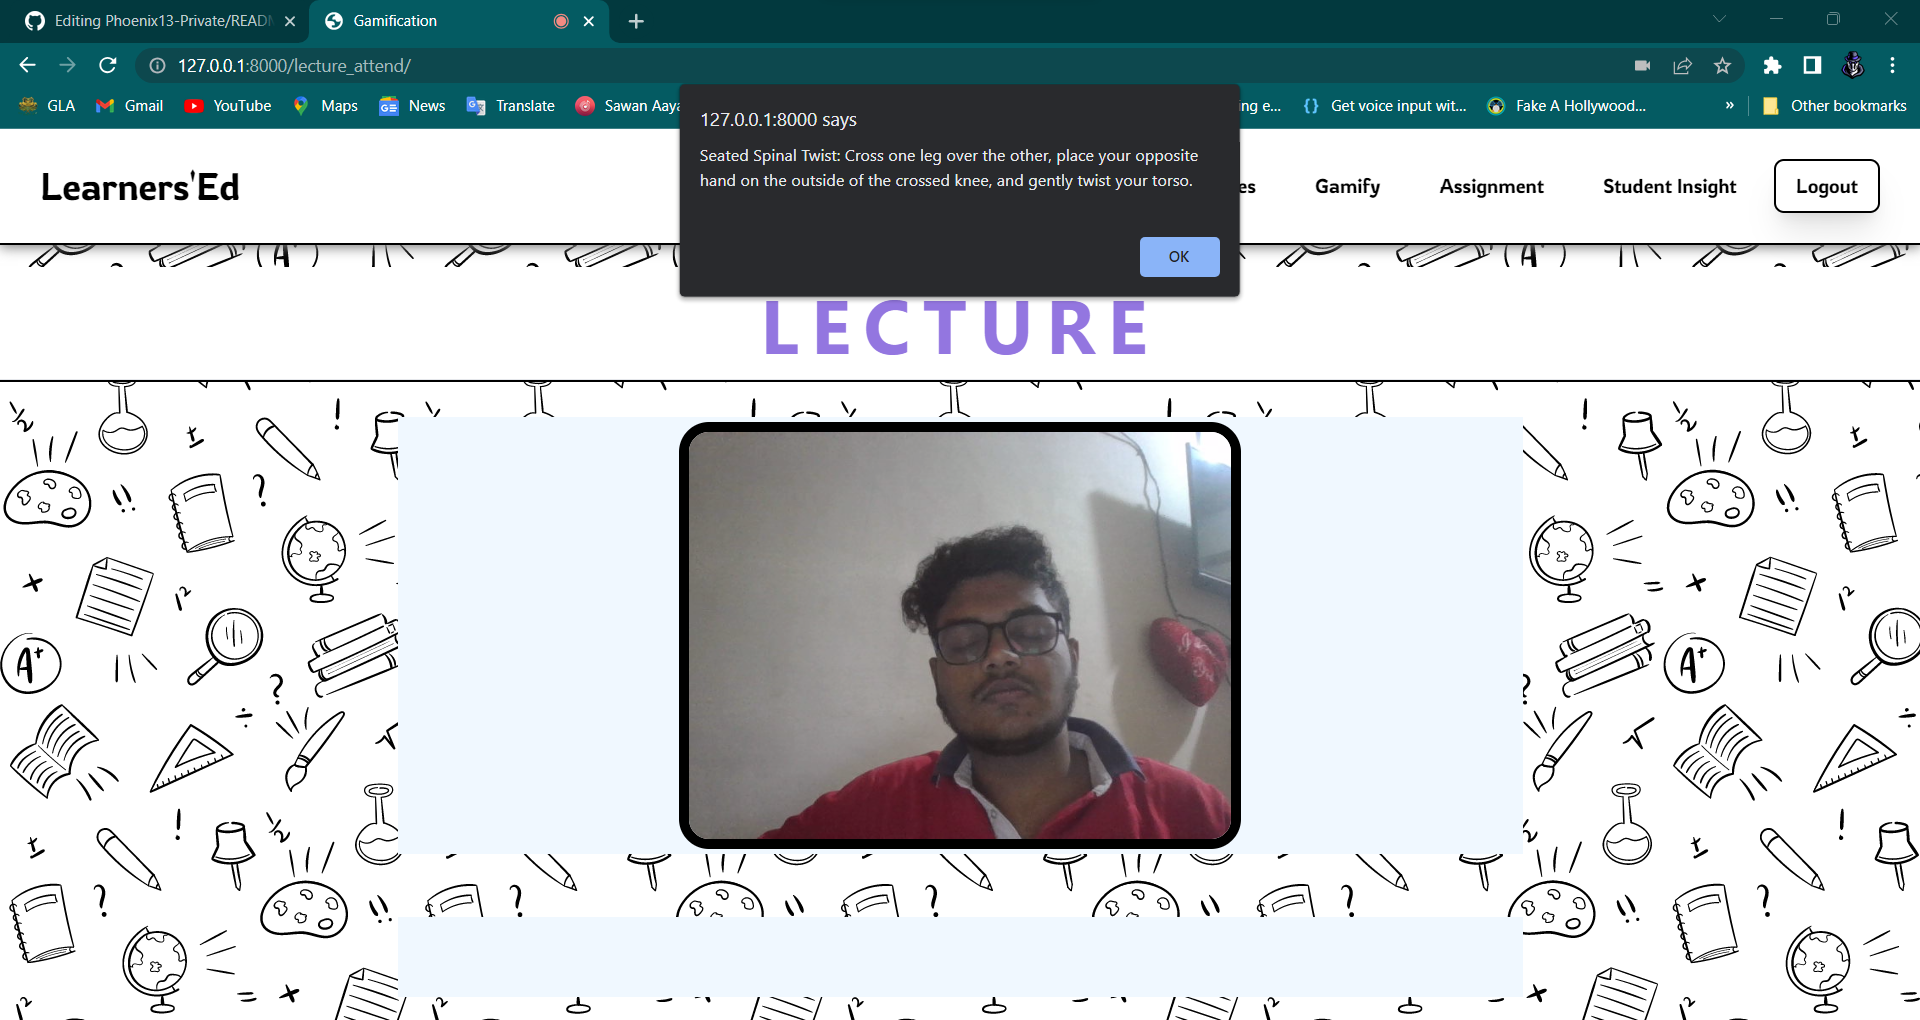 Editing Phoenix13-Private/READM
Gamification
127.0.0.1:8000/lecture_attend/
GLA
Gmail
YouTube
Maps
News
Translate
Sawan Aaya
ng e...
Get voice input wit...
Fake A Hollywood...
»
Other bookmarks
127.0.0.1:8000 says
Seated Spinal Twist: Cross one leg over the other, place your opposite
hand on the outside of the crossed knee, and gently twist your torso.
OK
Learners'Ed
es
Gamify
Assignment
Student Insight
Logout
LECTURE